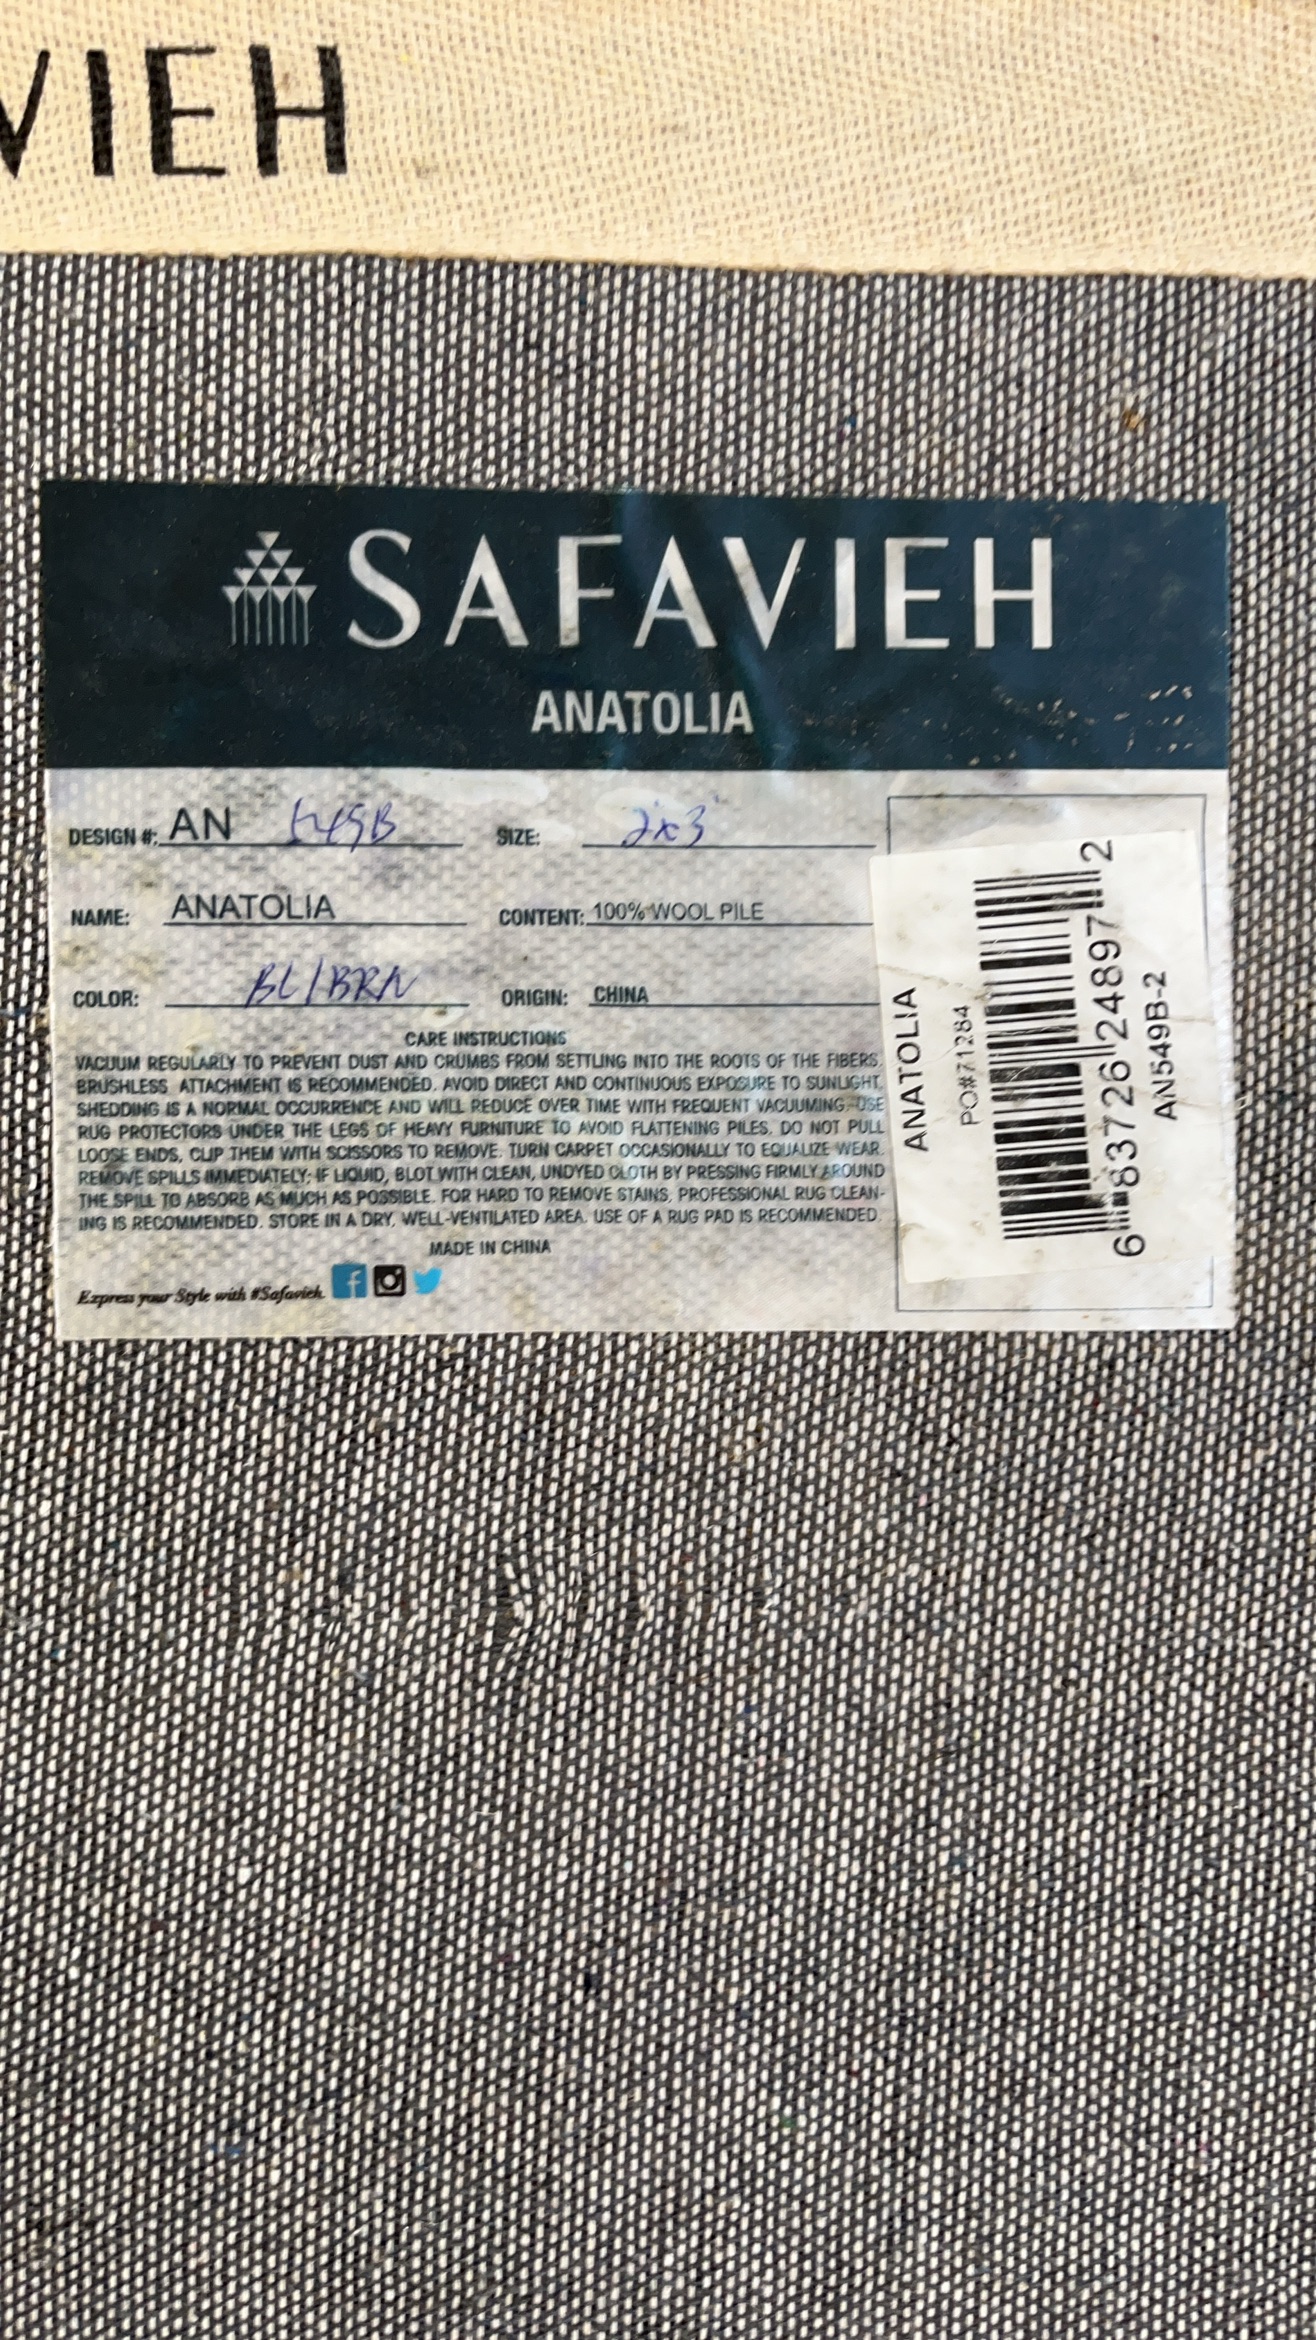 VIEH
SAFAVIEH
ANATOLIA
DESIGN #: AN 549B
SIZE: 2'x3'
NAME: ANATOLIA
CONTENT: 100% WOOL PILE
COLOR: BL/BRN
ORIGIN: CHINA
CARE INSTRUCTIONS
VACUUM REGULARLY TO PREVENT DUST AND CRUMBS FROM SETTLING INTO THE ROOTS OF THE FIBERS.
BRUSHLESS ATTACHMENT IS RECOMMENDED. AVOID DIRECT AND CONTINUOUS EXPOSURE TO SUNLIGHT.
SHEDDING IS A NORMAL OCCURRENCE AND WILL REDUCE OVER TIME WITH FREQUENT VACUUMING. USE
RUG PROTECTORS UNDER THE LEGS OF HEAVY FURNITURE TO AVOID FLATTENING PILES. DO NOT PULL
LOOSE ENDS, CLIP THEM WITH SCISSORS TO REMOVE. TURN CARPET OCCASIONALLY TO EQUALIZE WEAR.
REMOVE SPILLS IMMEDIATELY; IF LIQUID, BLOT WITH CLEAN, UNDYED CLOTH BY PRESSING FIRMLY AROUND
THE SPILL TO ABSORB AS MUCH AS POSSIBLE. FOR HARD TO REMOVE STAINS, PROFESSIONAL RUG CLEAN-
ING IS RECOMMENDED. STORE IN A DRY, WELL-VENTILATED AREA. USE OF A RUG PAD IS RECOMMENDED.
MADE IN CHINA
Express your Style with #Safavieh.
ANATOLIA
PO#71284
6 83726 24897 2
AN549B-2